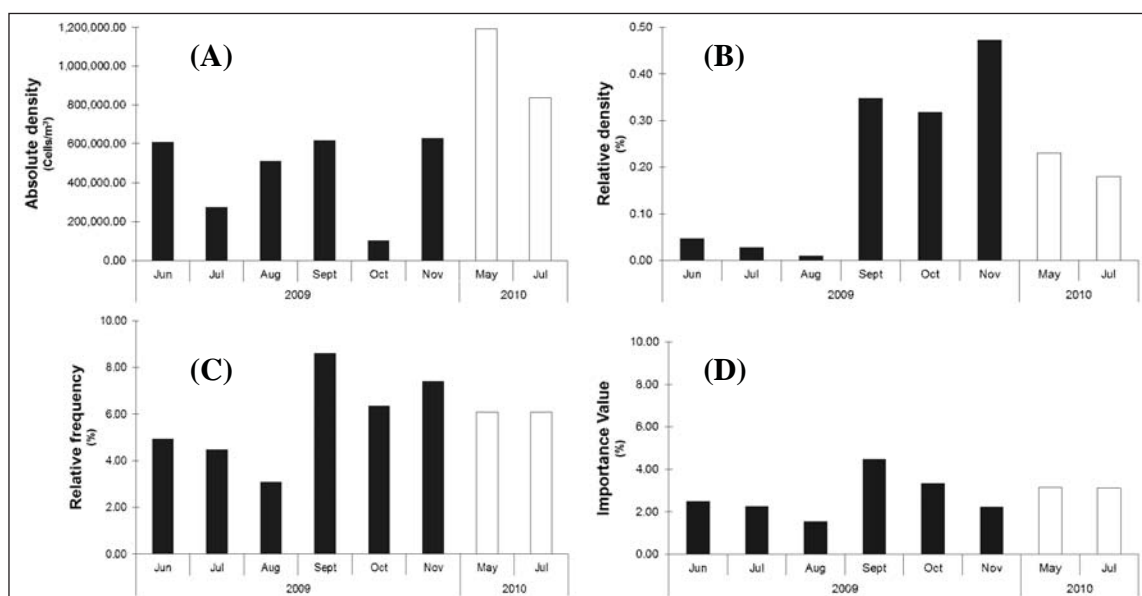 (A)
Absolute density
(Cells/m³)
1,200,000.00
1,000,000.00
800,000.00
600,000.00
400,000.00
200,000.00
0.00
Jun Jul Aug Sept Oct Nov May Jul
2009 2010
(B)
Relative density
(%)
0.50
0.40
0.30
0.20
0.10
0.00
Jun Jul Aug Sept Oct Nov May Jul
2009 2010
(C)
Relative frequency
(%)
10.00
8.00
6.00
4.00
2.00
0.00
Jun Jul Aug Sept Oct Nov May Jul
2009 2010
(D)
Importance Value
(%)
10.00
8.00
6.00
4.00
2.00
0.00
Jun Jul Aug Sept Oct Nov May Jul
2009 2010